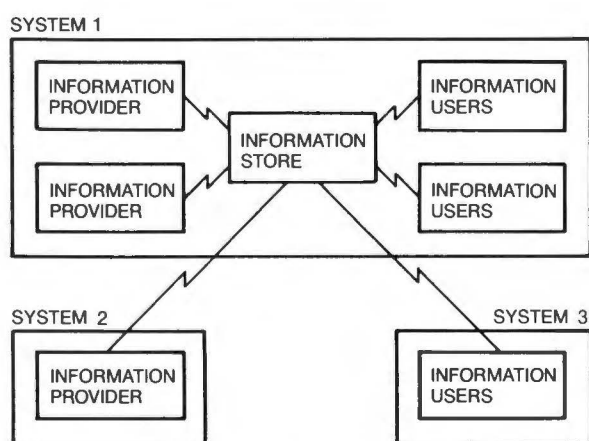 SYSTEM 1
INFORMATION
PROVIDER
INFORMATION
USERS
INFORMATION
STORE
INFORMATION
PROVIDER
INFORMATION
USERS
SYSTEM 2
SYSTEM 3
INFORMATION
PROVIDER
INFORMATION
USERS